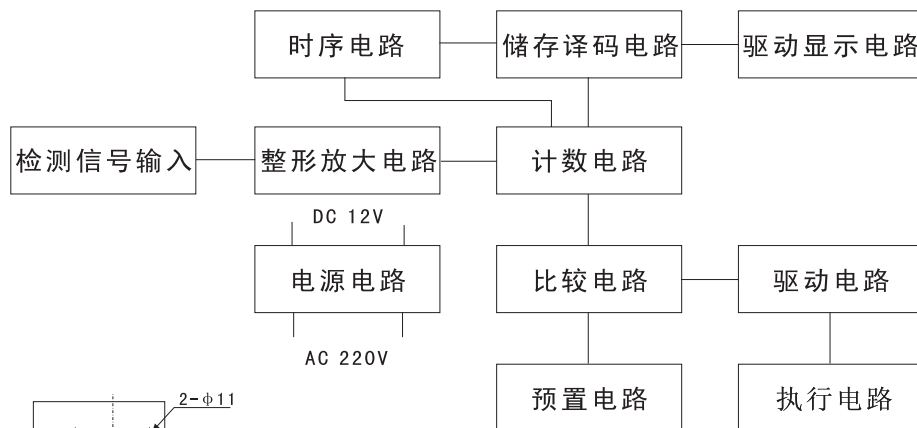 时序电路
储存译码电路
驱动显示电路
检测信号输入
整形放大电路
计数电路
DC 12V
电源电路
比较电路
驱动电路
AC 220V
2-φ11
预置电路
执行电路